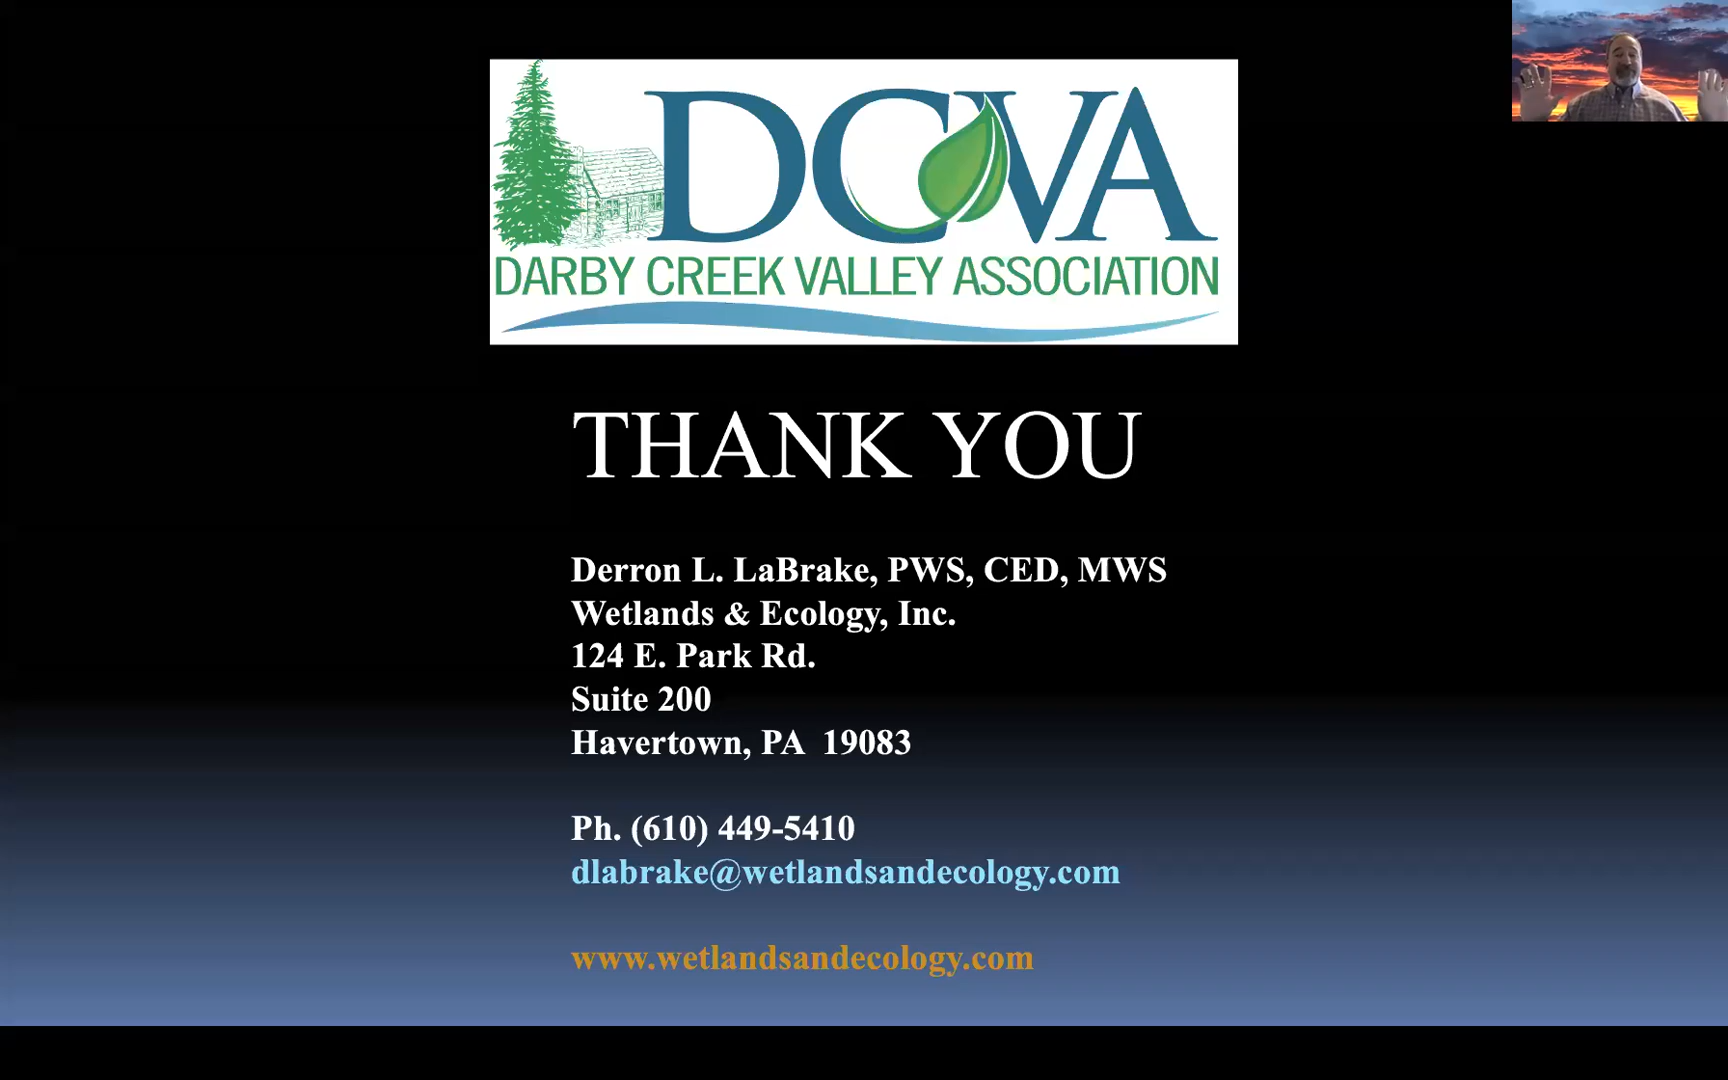 DCVA
DARBY CREEK VALLEY ASSOCIATION
THANK YOU
Derron L. LaBrake, PWS, CED, MWS
Wetlands & Ecology, Inc.
124 E. Park Rd.
Suite 200
Havertown, PA  19083
Ph. (610) 449-5410
dlabrake@wetlandsandecology.com
www.wetlandsandecology.com